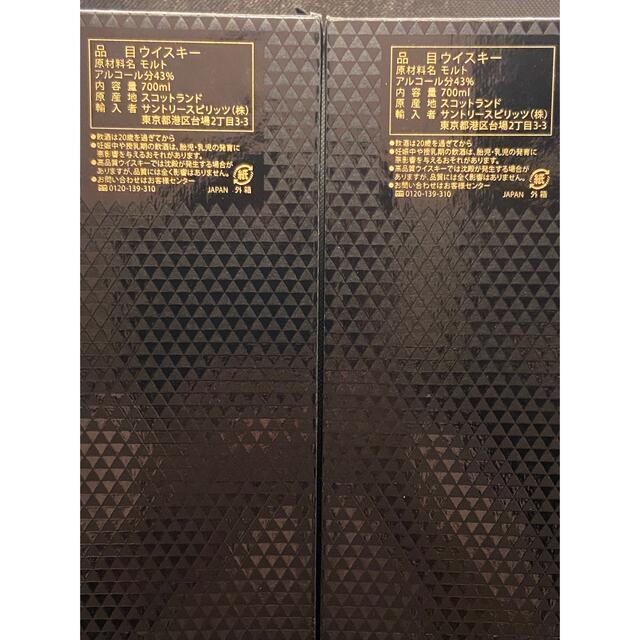 品 目 ウイスキー
原材料名 モルト
アルコール分43%
内 容 量 700ml
原 産 地 スコットランド
輸 入 者 サントリースピリッツ(株)
東京都港区台場2丁目3-3
●飲酒は20歳を過ぎてから
●妊娠中や授乳期の飲酒は、胎児・乳児の発育に
悪影響を与えるおそれがあります。
●高品質ウイスキーでは沈殿が発生する場合が
ありますが、品質には全く影響はありません。
●お問い合わせはお客様センター
0120-139-310
JAPAN
紙
外 箱
品 目 ウイスキー
原材料名 モルト
アルコール分43%
内 容 量 700ml
原 産 地 スコットランド
輸 入 者 サントリースピリッツ(株)
東京都港区台場2丁目3-3
●飲酒は20歳を過ぎてから
●妊娠中や授乳期の飲酒は、胎児・乳児の発育に
悪影響を与えるおそれがあります。
●高品質ウイスキーでは沈殿が発生する場合が
ありますが、品質には全く影響はありません。
●お問い合わせはお客様センター
0120-139-310
JAPAN
紙
外 箱